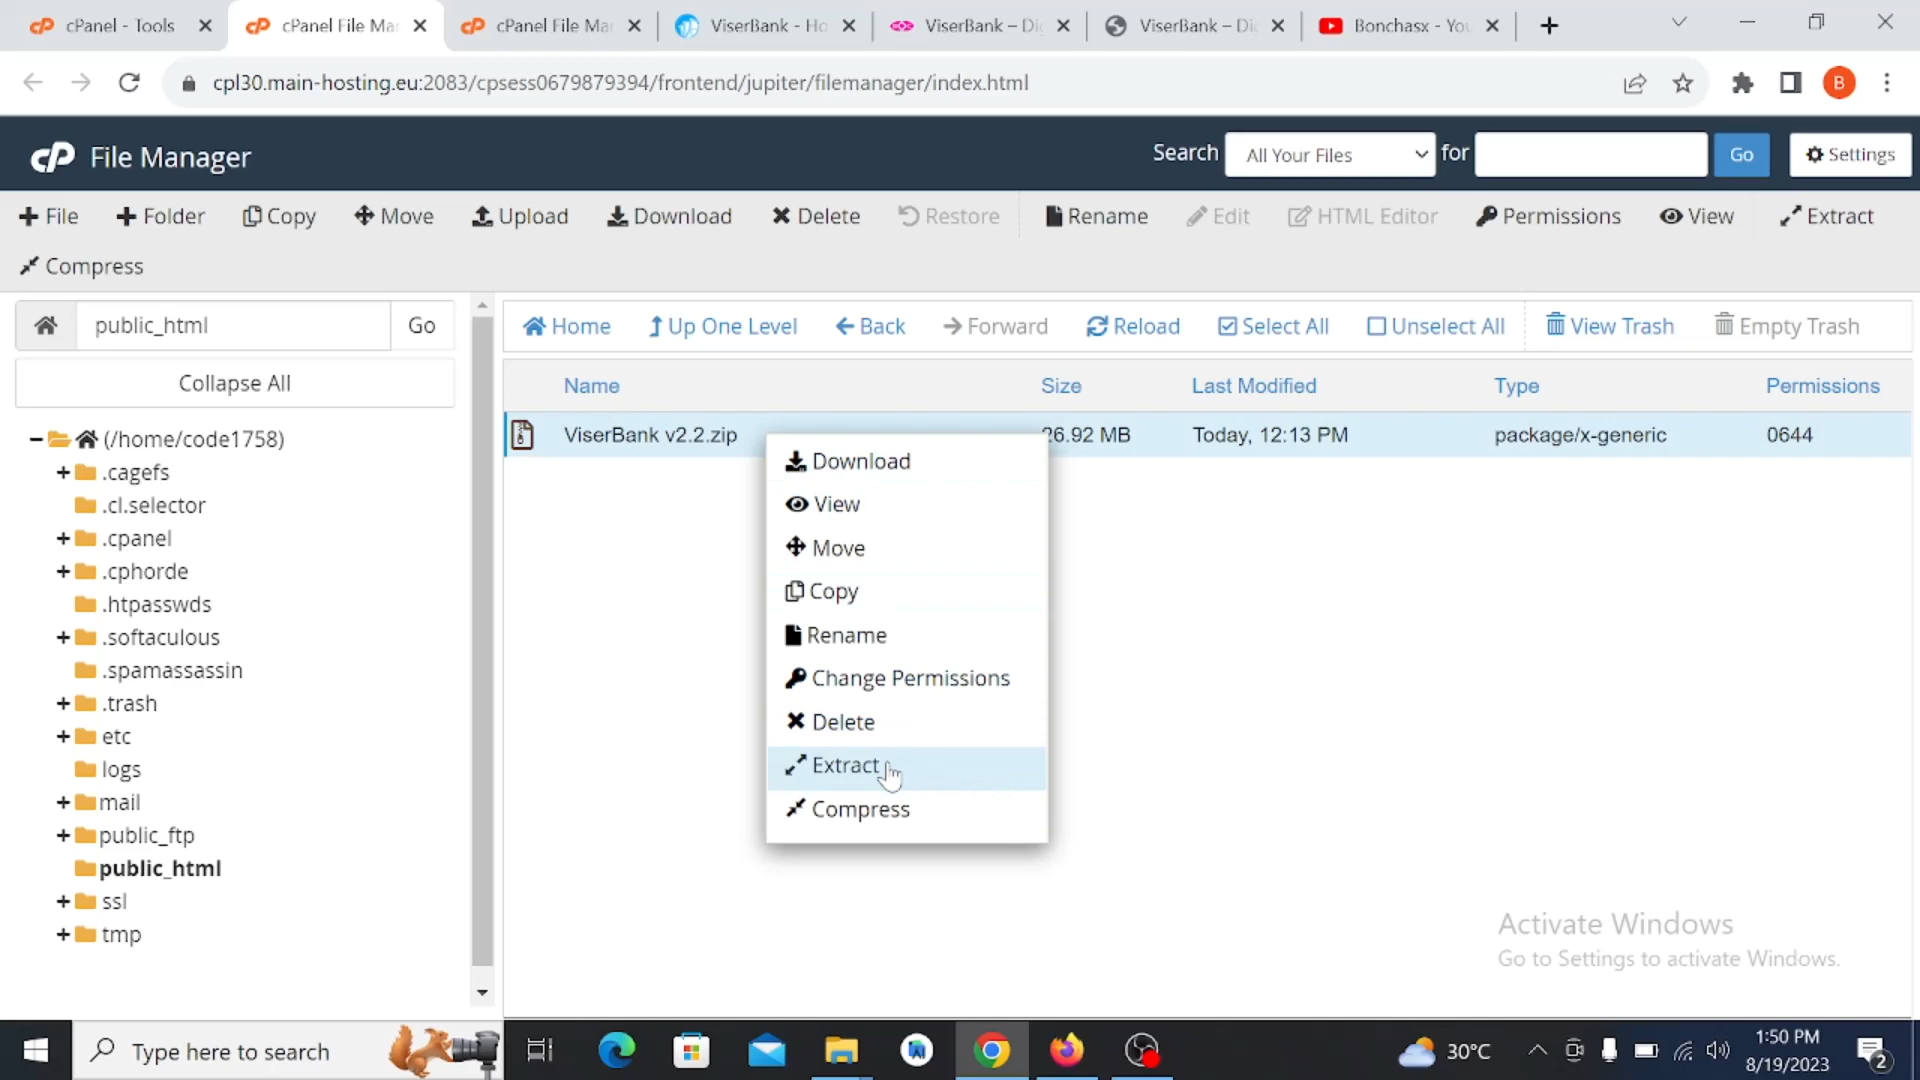 cPanel - Tools
cPanel File Ma
cPanel File Mar
ViserBank - Ho
ViserBank – Di
ViserBank – Di
Bonchasx - You
cpl30.main-hosting.eu:2083/cpsess0679879394/frontend/jupiter/filemanager/index.html
B
cP File Manager
Search All Your Files for Go Settings
File Folder Copy Move Upload Download Delete Restore Rename Edit HTML Editor Permissions View Extract
Compress
public_html Go
Home Up One Level Back Forward Reload Select All Unselect All View Trash Empty Trash
Collapse All
Name Size Last Modified Type Permissions
ViserBank v2.2.zip 26.92 MB Today, 12:13 PM package/x-generic 0644
(/home/code1758)
.cagefs
.cl.selector
.cpanel
.cphorde
.htpasswds
.softaculous
.spamassassin
.trash
etc
logs
mail
public_ftp
public_html
ssl
tmp
Download
View
Move
Copy
Rename
Change Permissions
Delete
Extract
Compress
Activate Windows
Go to Settings to activate Windows.
Type here to search
30°C
1:50 PM
8/19/2023
2